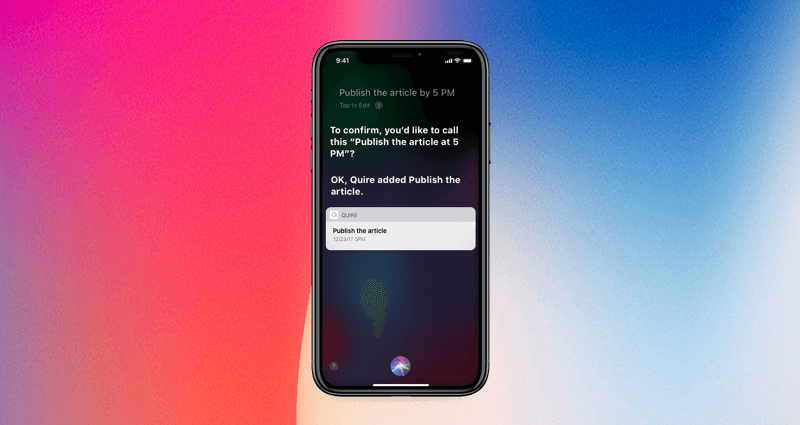 9:41
Publish the article by 5 PM
Tap to Edit
To confirm, you'd like to call
this “Publish the article at 5
PM”?
OK, Quire added Publish the
article.
QUIRE
Publish the article
12/23/17 5PM
?